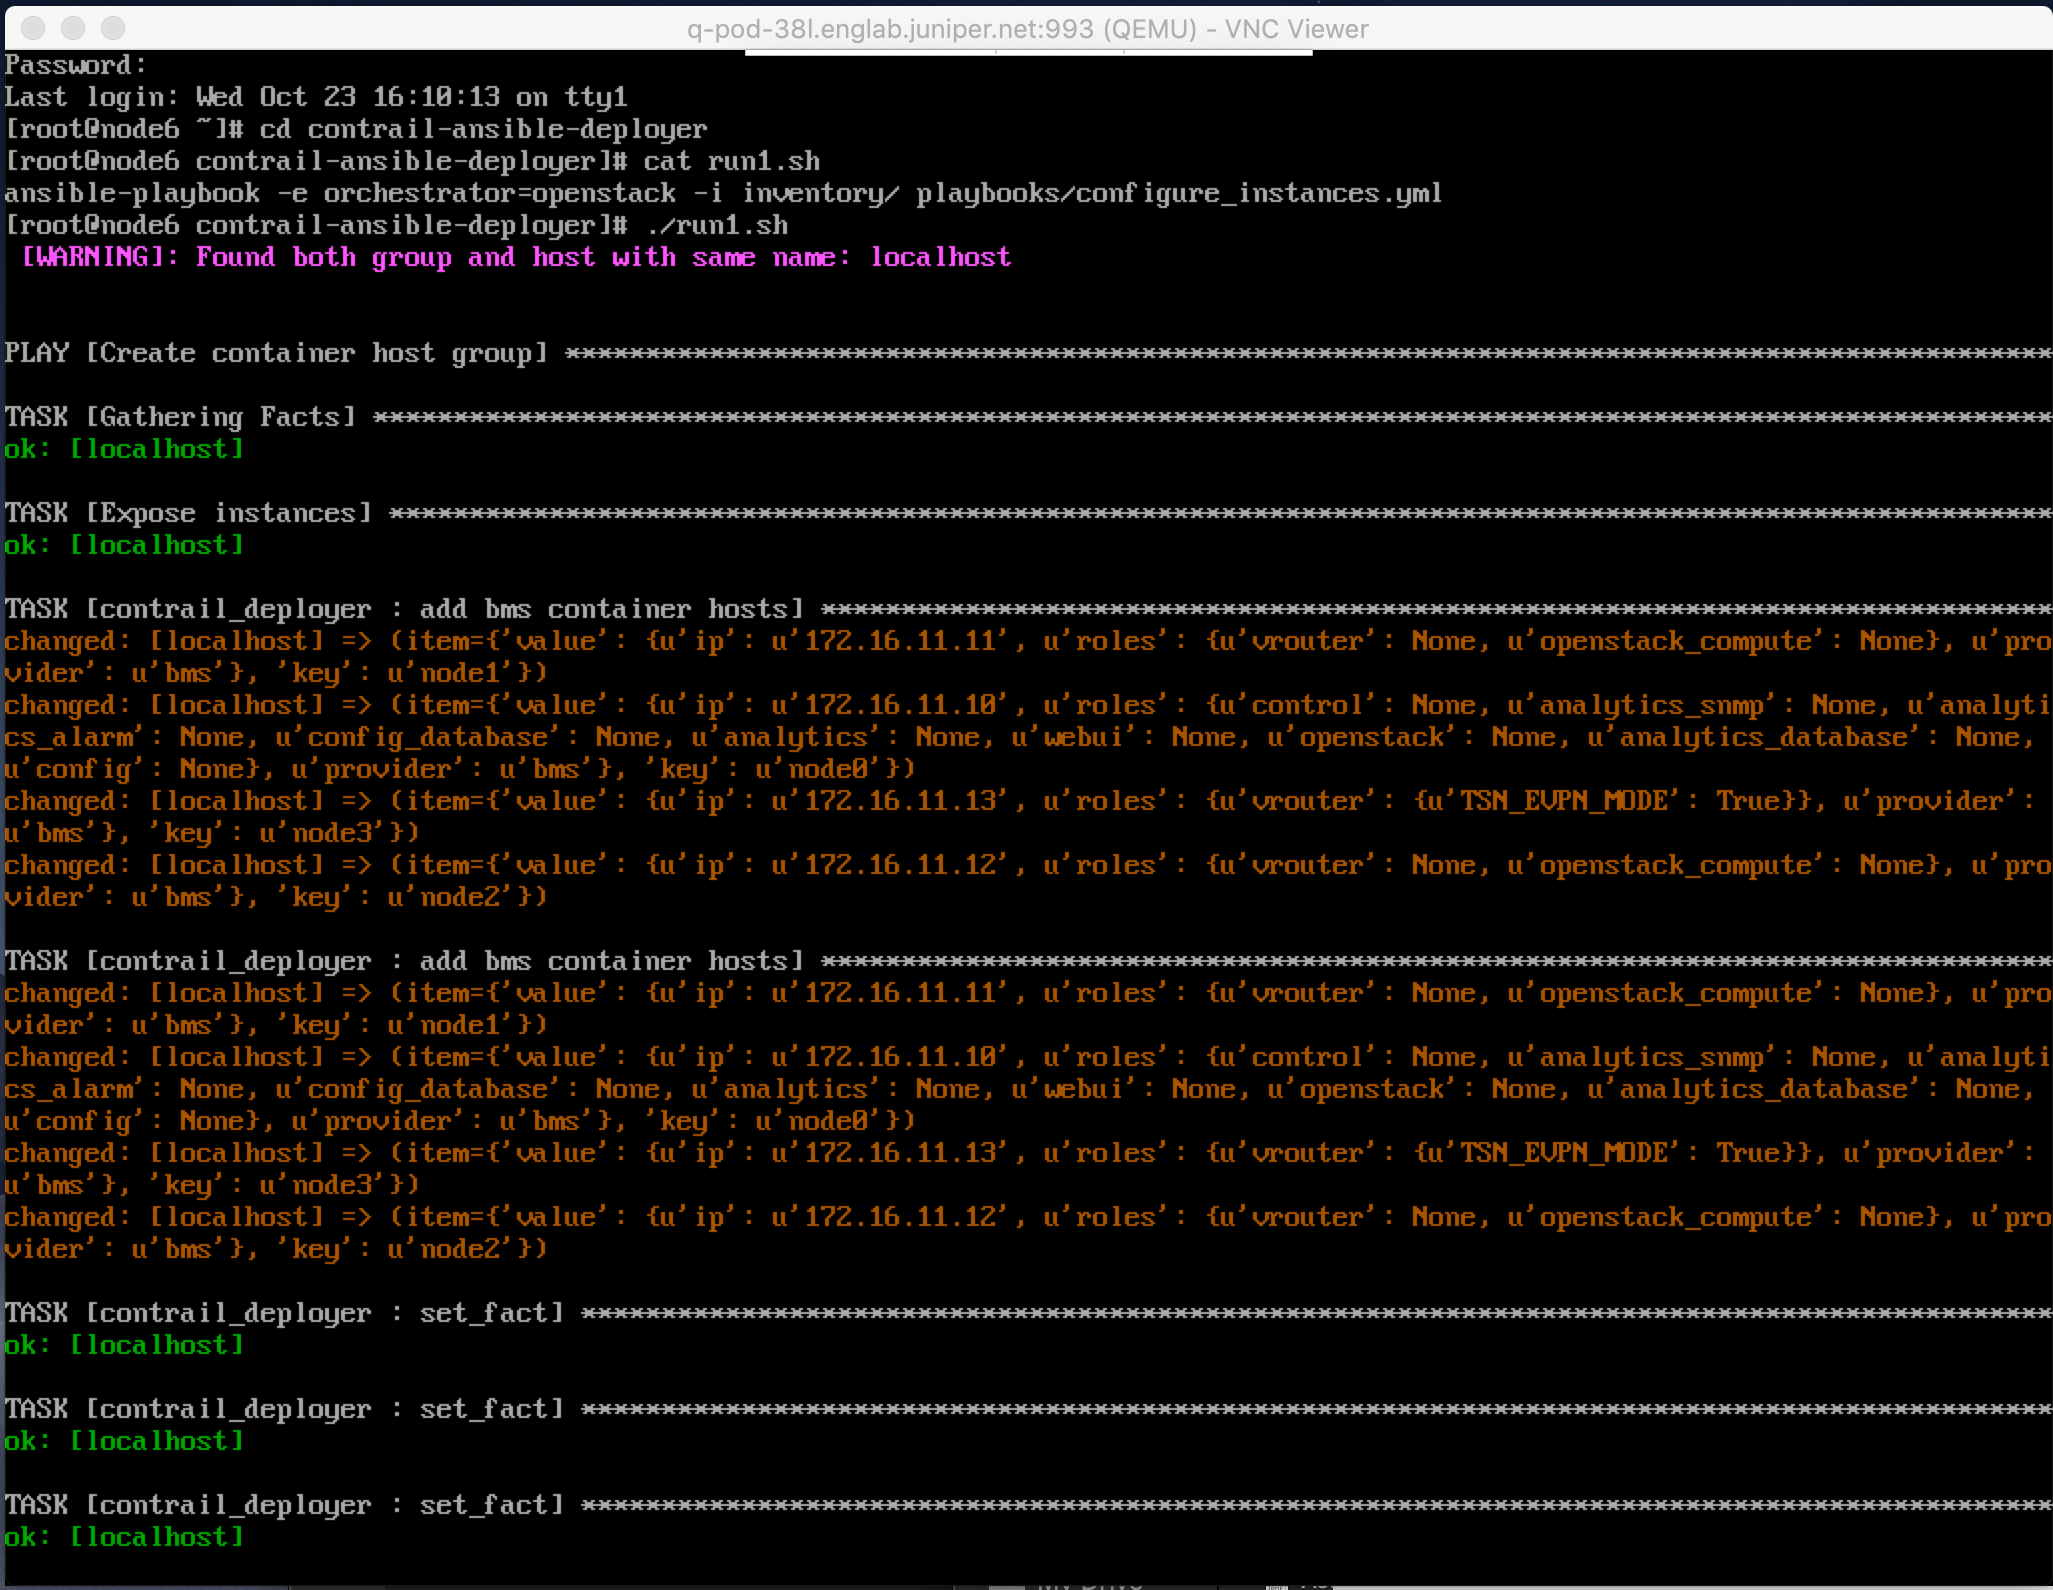 q-pod-38l.englab.juniper.net:993 (QEMU) - VNC Viewer
Password:
Last login: Wed Oct 23 16:10:13 on tty1
[root@node6 ~]# cd contrail-ansible-deployer
[root@node6 contrail-ansible-deployer]# cat run1.sh
ansible-playbook -e orchestrator=openstack -i inventory/ playbooks/configure_instances.yml
[root@node6 contrail-ansible-deployer]# ./run1.sh
[WARNING]: Found both group and host with same name: localhost
PLAY [Create container host group] *********************************************************************************************
TASK [Gathering Facts] *********************************************************************************************************
ok: [localhost]
TASK [Expose instances] ********************************************************************************************************
ok: [localhost]
TASK [contrail_deployer : add bms container hosts] *****************************************************************************
changed: [localhost] => (item={'value': {u'ip': u'172.16.11.11', u'roles': {u'vrouter': None, u'openstack_compute': None}, u'pro
vider': u'bms'}, 'key': u'node1'})
changed: [localhost] => (item={'value': {u'ip': u'172.16.11.10', u'roles': {u'control': None, u'analytics_snmp': None, u'analyti
cs_alarm': None, u'config_database': None, u'analytics': None, u'webui': None, u'openstack': None, u'analytics_database': None,
u'config': None}, u'provider': u'bms'}, 'key': u'node0'})
changed: [localhost] => (item={'value': {u'ip': u'172.16.11.13', u'roles': {u'vrouter': {u'TSN_EVPN_MODE': True}}, u'provider':
u'bms'}, 'key': u'node3'})
changed: [localhost] => (item={'value': {u'ip': u'172.16.11.12', u'roles': {u'vrouter': None, u'openstack_compute': None}, u'pro
vider': u'bms'}, 'key': u'node2'})
TASK [contrail_deployer : add bms container hosts] *****************************************************************************
changed: [localhost] => (item={'value': {u'ip': u'172.16.11.11', u'roles': {u'vrouter': None, u'openstack_compute': None}, u'pro
vider': u'bms'}, 'key': u'node1'})
changed: [localhost] => (item={'value': {u'ip': u'172.16.11.10', u'roles': {u'control': None, u'analytics_snmp': None, u'analyti
cs_alarm': None, u'config_database': None, u'analytics': None, u'webui': None, u'openstack': None, u'analytics_database': None,
u'config': None}, u'provider': u'bms'}, 'key': u'node0'})
changed: [localhost] => (item={'value': {u'ip': u'172.16.11.13', u'roles': {u'vrouter': {u'TSN_EVPN_MODE': True}}, u'provider':
u'bms'}, 'key': u'node3'})
changed: [localhost] => (item={'value': {u'ip': u'172.16.11.12', u'roles': {u'vrouter': None, u'openstack_compute': None}, u'pro
vider': u'bms'}, 'key': u'node2'})
TASK [contrail_deployer : set_fact] ********************************************************************************************
ok: [localhost]
TASK [contrail_deployer : set_fact] ********************************************************************************************
ok: [localhost]
TASK [contrail_deployer : set_fact] ********************************************************************************************
ok: [localhost]